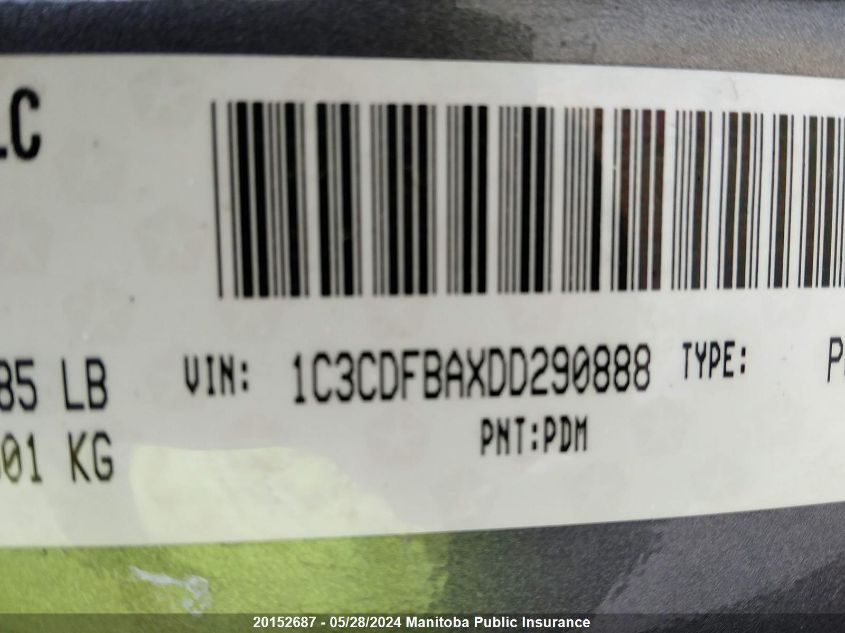 LC
85 LB
VIN: 1C3CDFBAXDD290888 TYPE:
01 KG
PNT:PDM
20152687 - 05/28/2024 Manitoba Public Insurance